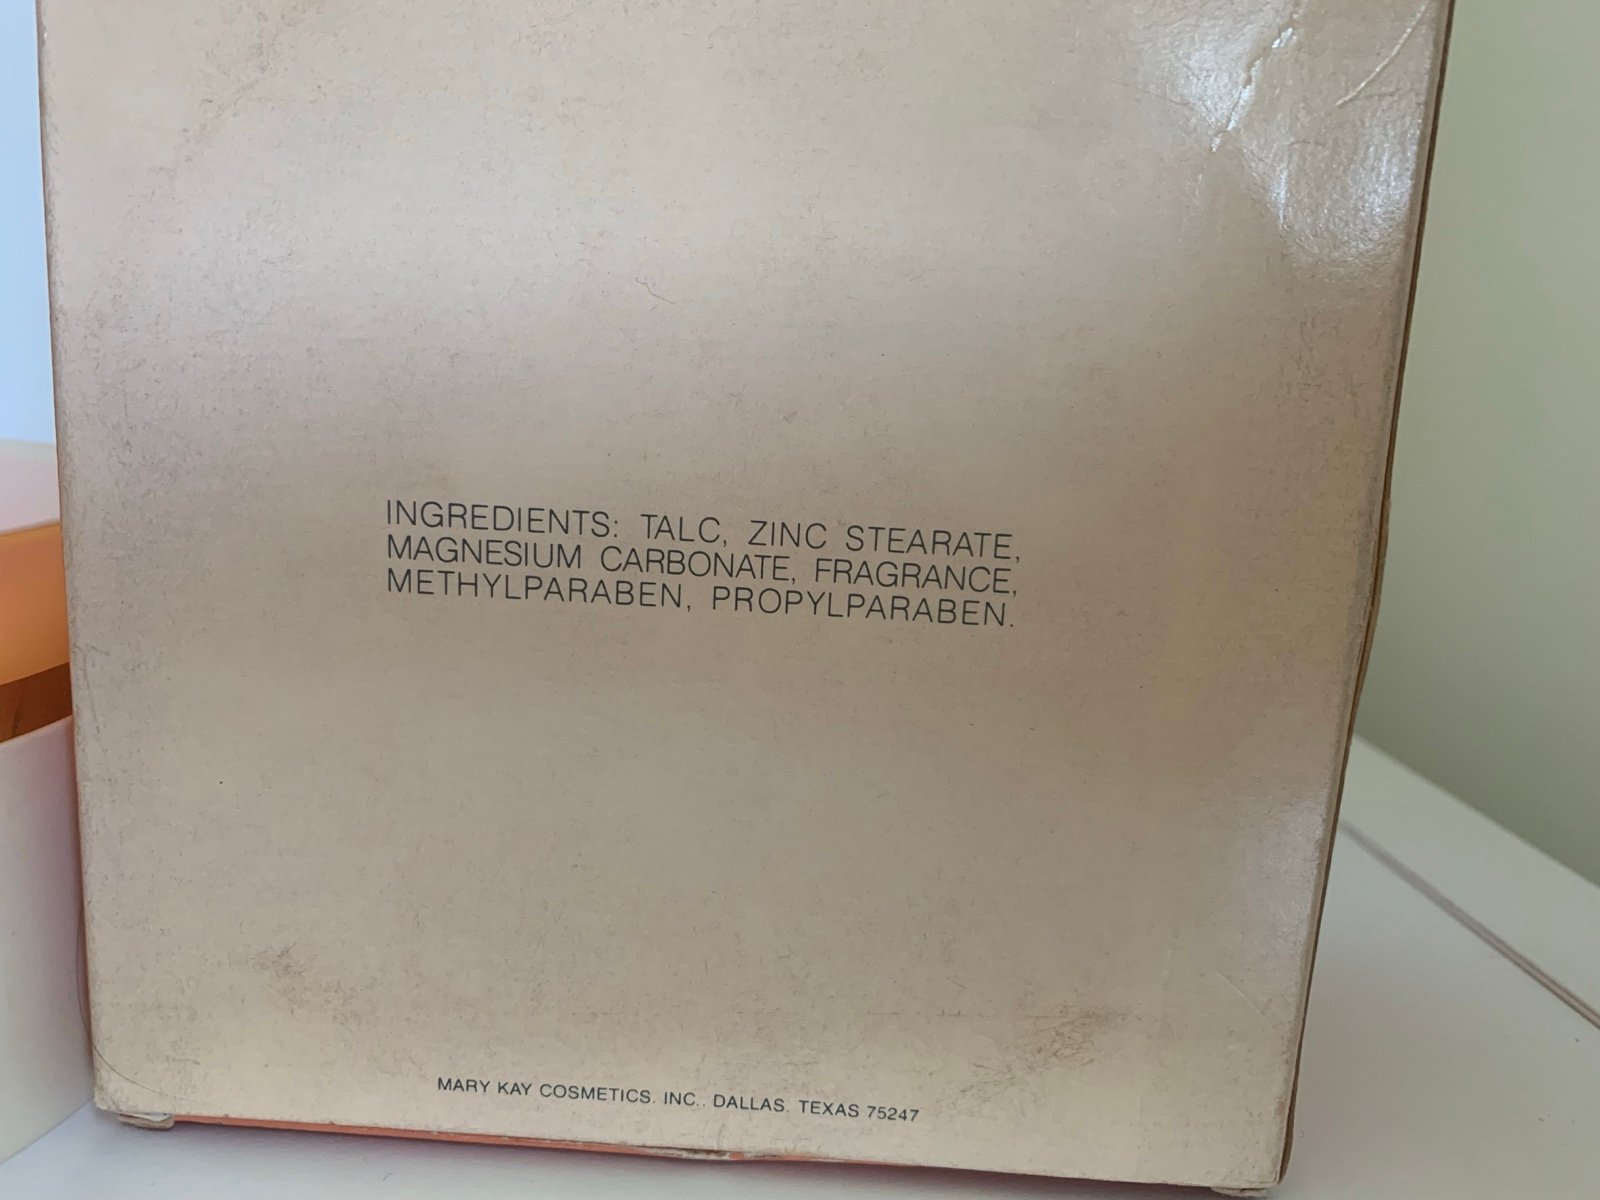 INGREDIENTS: TALC, ZINC STEARATE,
MAGNESIUM CARBONATE, FRAGRANCE,
METHYLPARABEN, PROPYLPARABEN.
MARY KAY COSMETICS, INC., DALLAS, TEXAS 75247